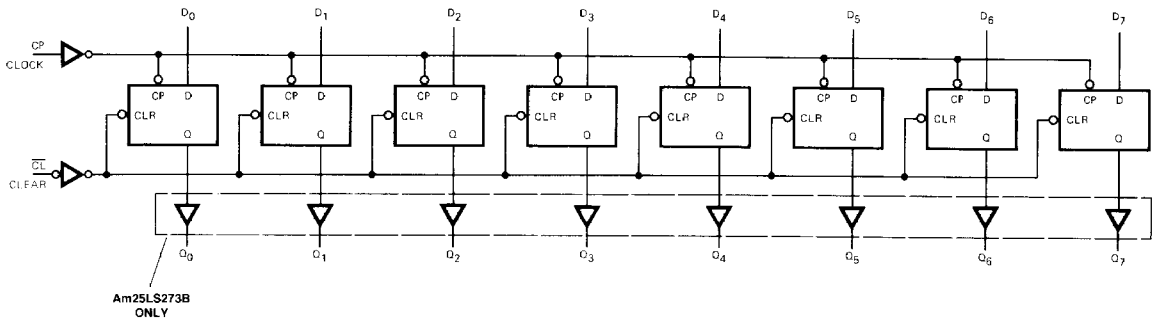 D0 D1 D2 D3 D4 D5 D6 D7
CP
CLOCK
CP D CP D CP D CP D CP D CP D CP D CP D
CLR CLR CLR CLR CLR CLR CLR CLR
Q Q Q Q Q Q Q Q
CL
CLEAR
Q0 Q1 Q2 Q3 Q4 Q5 Q6 Q7
Am25LS273B
ONLY